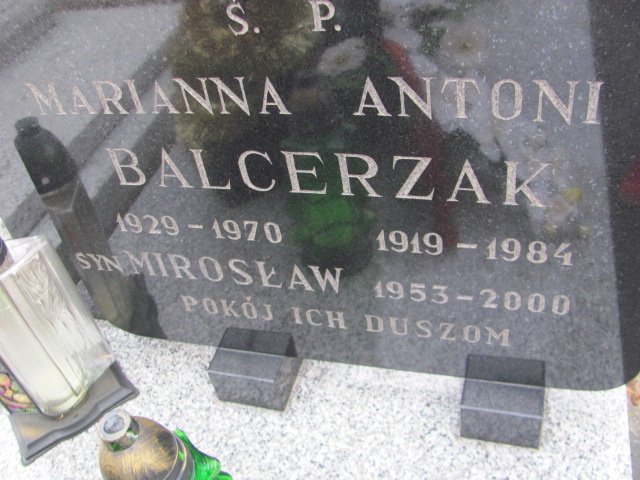 Ś. P.
MARIANNA ANTONI
BALCERZAK
1929 - 1970 1919 - 1984
SYN MIROSŁAW 1953 - 2000
POKÓJ ICH DUSZOM